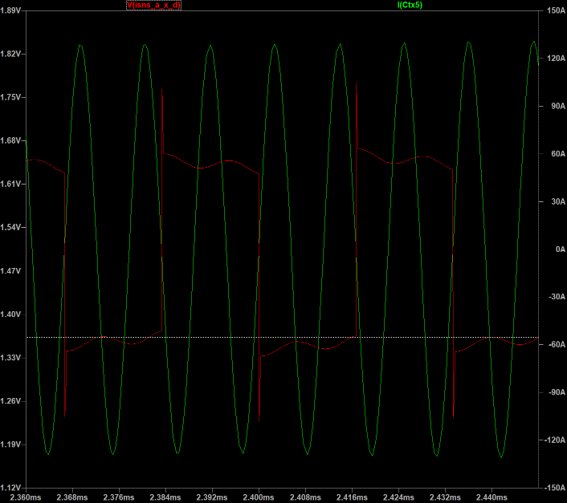 V(isns_a_x_d) I(Ctx5)
1.89V 150A
1.82V 120A
1.75V 90A
1.68V 60A
1.61V 30A
1.54V 0A
1.47V -30A
1.40V -60A
1.33V -90A
1.26V -120A
1.19V -150A
1.12V
2.360ms 2.368ms 2.376ms 2.384ms 2.392ms 2.400ms 2.408ms 2.416ms 2.424ms 2.432ms 2.440ms